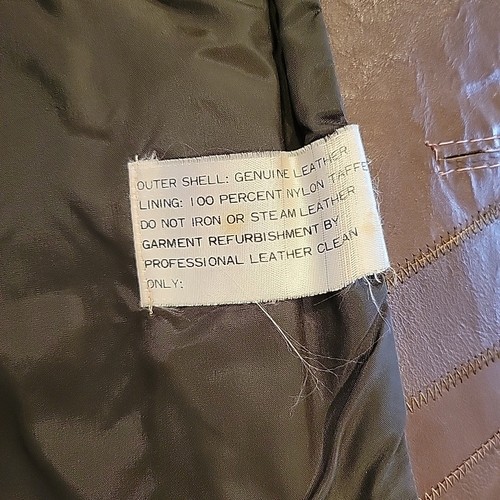 OUTER SHELL: GENUINE LEATHER
LINING: 100 PERCENT NYLON TAFFE
DO NOT IRON OR STEAM LEATHER
GARMENT REFURBISHMENT BY
PROFESSIONAL LEATHER CLEAN
ONLY: